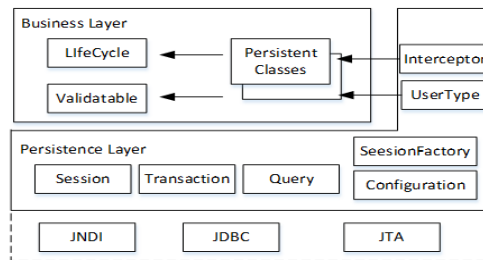 Business Layer
LIfeCycle
Persistent
Classes
Interceptor
Validatable
UserType
Persistence Layer
SeesionFactory
Session
Transaction
Query
Configuration
JNDI
JDBC
JTA